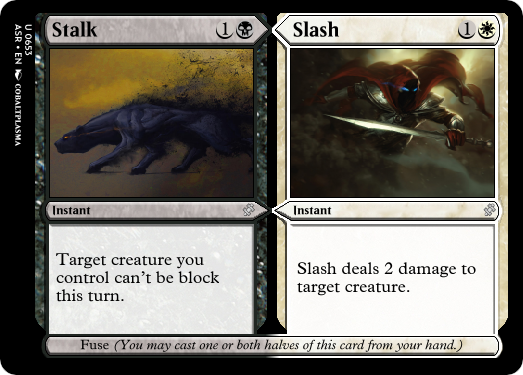 Stalk 1
Instant
Target creature you
control can't be block
this turn.
Slash 1
Instant
Slash deals 2 damage to
target creature.
Fuse (You may cast one or both halves of this card from your hand.)
U 0653
ASR • EN COBALTPLASMA